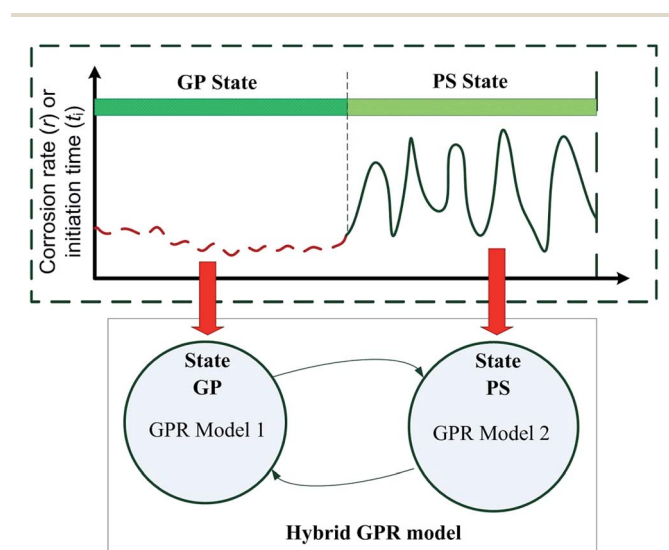 GP State
PS State
Corrosion rate (r) or
initiation time (ti)
State
GP
GPR Model 1
State
PS
GPR Model 2
Hybrid GPR model